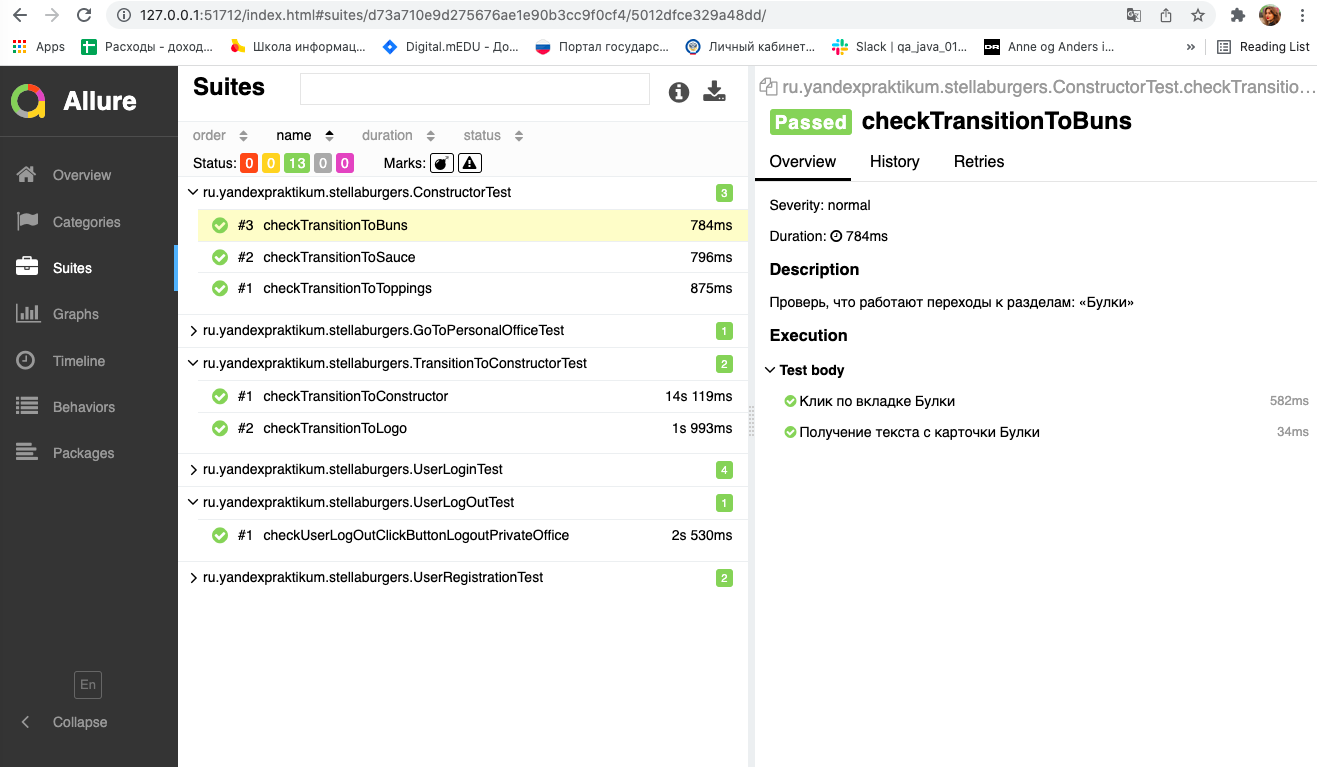 127.0.0.1:51712/index.html#suites/d73a710e9d275676ae1e90b3cc9f0cf4/5012dfce329a48dd/
Apps Расходы - доход... Школа информац... Digital.mEDU - До... Портал государс... Личный кабинет... Slack | qa_java_01... Anne og Anders i... » Reading List
Allure
Overview
Categories
Suites
Graphs
Timeline
Behaviors
Packages
En
Collapse
Suites
order name duration status
Status: 0 0 13 0 0 Marks:
ru.yandexpraktikum.stellaburgers.ConstructorTest 3
#3 checkTransitionToBuns 784ms
#2 checkTransitionToSauce 796ms
#1 checkTransitionToToppings 875ms
ru.yandexpraktikum.stellaburgers.GoToPersonalOfficeTest 1
ru.yandexpraktikum.stellaburgers.TransitionToConstructorTest 2
#1 checkTransitionToConstructor 14s 119ms
#2 checkTransitionToLogo 1s 993ms
ru.yandexpraktikum.stellaburgers.UserLoginTest 4
ru.yandexpraktikum.stellaburgers.UserLogOutTest 1
#1 checkUserLogOutClickButtonLogoutPrivateOffice 2s 530ms
ru.yandexpraktikum.stellaburgers.UserRegistrationTest 2
ru.yandexpraktikum.stellaburgers.ConstructorTest.checkTransitio...
Passed checkTransitionToBuns
Overview History Retries
Severity: normal
Duration: 784ms
Description
Проверь, что работают переходы к разделам: «Булки»
Execution
Test body
Клик по вкладке Булки 582ms
Получение текста с карточки Булки 34ms